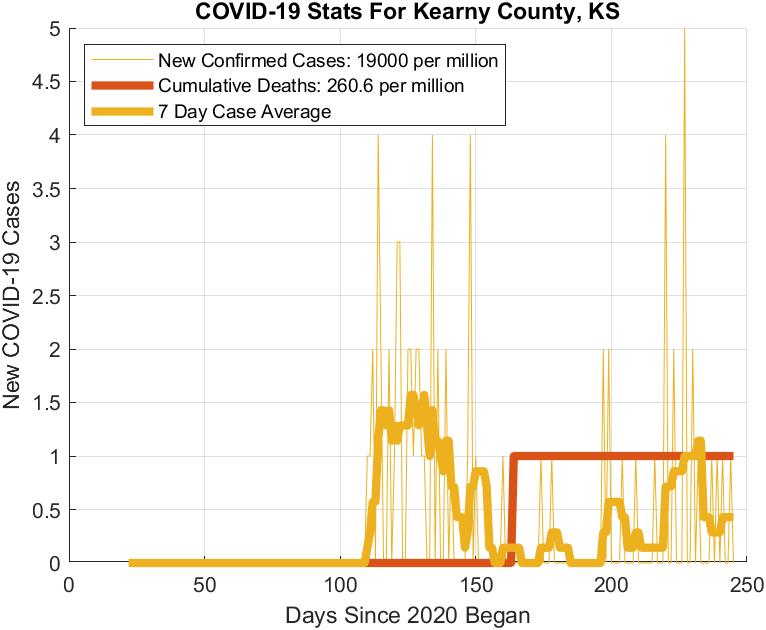 COVID-19 Stats For Kearny County, KS
New Confirmed Cases: 19000 per million
Cumulative Deaths: 260.6 per million
7 Day Case Average
New COVID-19 Cases
5
4.5
4
3.5
3
2.5
2
1.5
1
0.5
0
0 50 100 150 200 250
Days Since 2020 Began